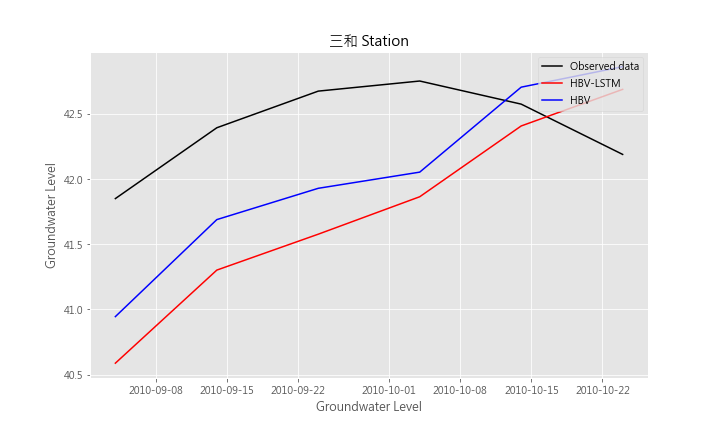 三和 Station
Observed data
HBV-LSTM
HBV
Groundwater Level
42.5
42.0
41.5
41.0
40.5
2010-09-08 2010-09-15 2010-09-22 2010-10-01 2010-10-08 2010-10-15 2010-10-22
Groundwater Level